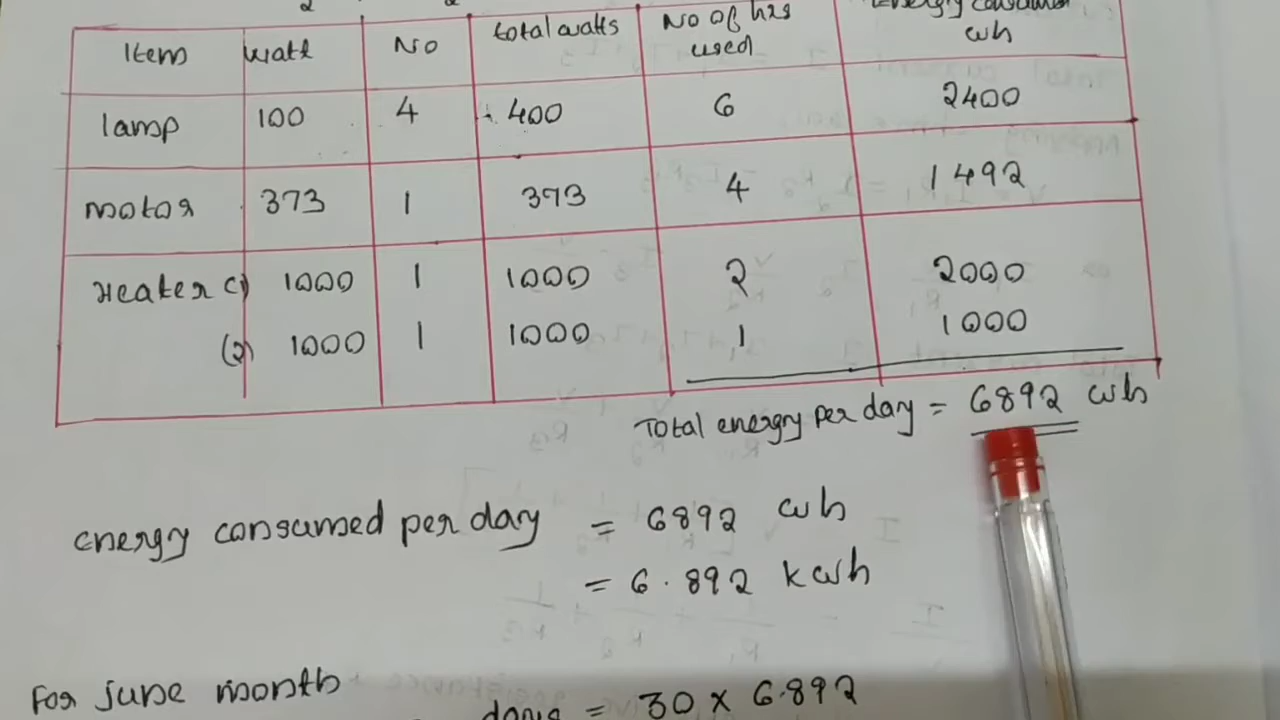 Item watt No total watts No of hrs used wh
lamp 100 4 400 6 2400
motor 373 1 373 4 1492
Heater (1) 1000 1 1000 2 2000
(2) 1000 1 1000 1 1000
Total energy per day = 6892 wh
energy consumed per day = 6892 wh
= 6.892 kwh
For june month
days = 30 x 6.892